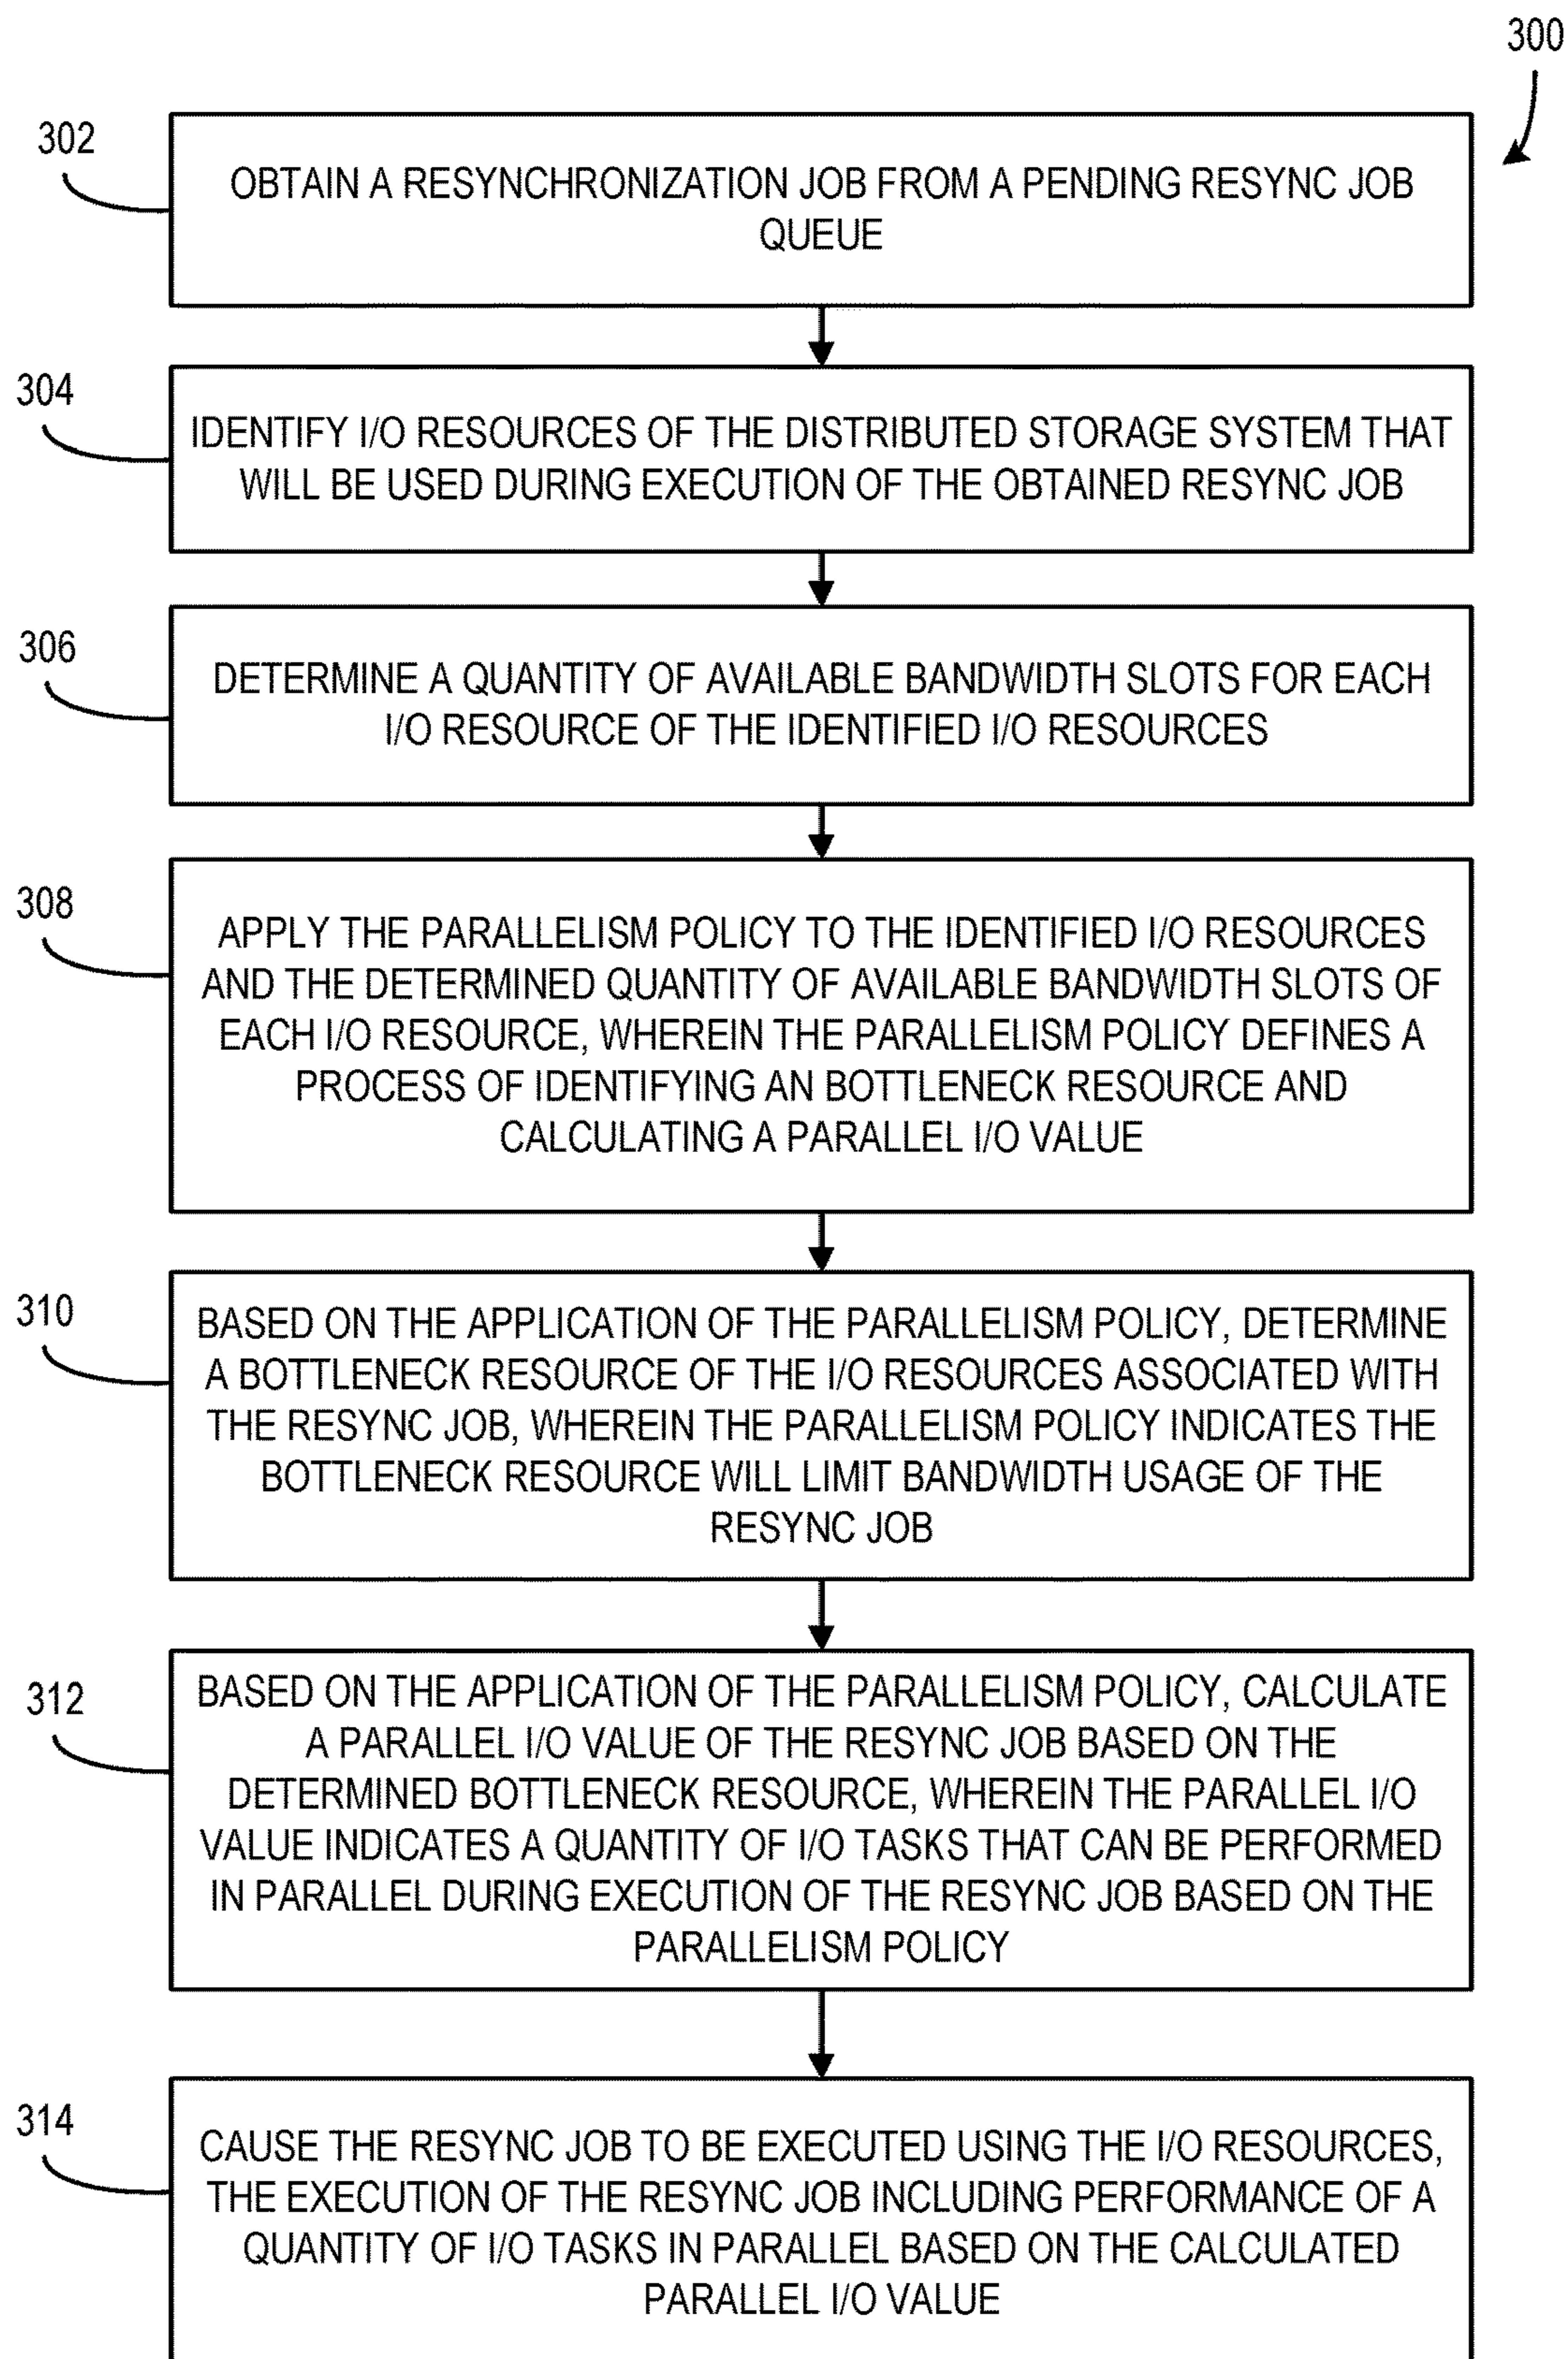 300
302
OBTAIN A RESYNCHRONIZATION JOB FROM A PENDING RESYNC JOB
QUEUE
304
IDENTIFY I/O RESOURCES OF THE DISTRIBUTED STORAGE SYSTEM THAT
WILL BE USED DURING EXECUTION OF THE OBTAINED RESYNC JOB
306
DETERMINE A QUANTITY OF AVAILABLE BANDWIDTH SLOTS FOR EACH
I/O RESOURCE OF THE IDENTIFIED I/O RESOURCES
308
APPLY THE PARALLELISM POLICY TO THE IDENTIFIED I/O RESOURCES
AND THE DETERMINED QUANTITY OF AVAILABLE BANDWIDTH SLOTS OF
EACH I/O RESOURCE, WHEREIN THE PARALLELISM POLICY DEFINES A
PROCESS OF IDENTIFYING AN BOTTLENECK RESOURCE AND
CALCULATING A PARALLEL I/O VALUE
310
BASED ON THE APPLICATION OF THE PARALLELISM POLICY, DETERMINE
A BOTTLENECK RESOURCE OF THE I/O RESOURCES ASSOCIATED WITH
THE RESYNC JOB, WHEREIN THE PARALLELISM POLICY INDICATES THE
BOTTLENECK RESOURCE WILL LIMIT BANDWIDTH USAGE OF THE
RESYNC JOB
312
BASED ON THE APPLICATION OF THE PARALLELISM POLICY, CALCULATE
A PARALLEL I/O VALUE OF THE RESYNC JOB BASED ON THE
DETERMINED BOTTLENECK RESOURCE, WHEREIN THE PARALLEL I/O
VALUE INDICATES A QUANTITY OF I/O TASKS THAT CAN BE PERFORMED
IN PARALLEL DURING EXECUTION OF THE RESYNC JOB BASED ON THE
PARALLELISM POLICY
314
CAUSE THE RESYNC JOB TO BE EXECUTED USING THE I/O RESOURCES,
THE EXECUTION OF THE RESYNC JOB INCLUDING PERFORMANCE OF A
QUANTITY OF I/O TASKS IN PARALLEL BASED ON THE CALCULATED
PARALLEL I/O VALUE